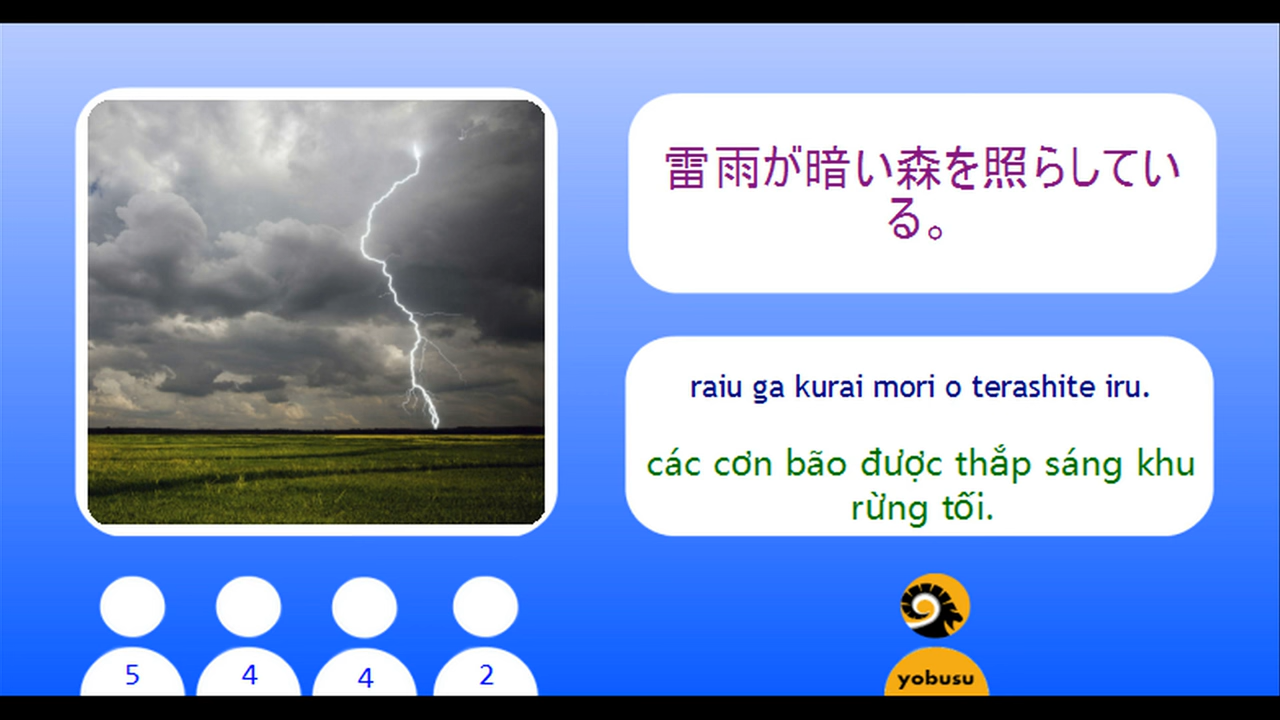 雷雨が暗い森を照らしてい
る。
raiu ga kurai mori o terashite iru.
các cơn bão được thắp sáng khu
rừng tối.
5 4 4 2
yobusu